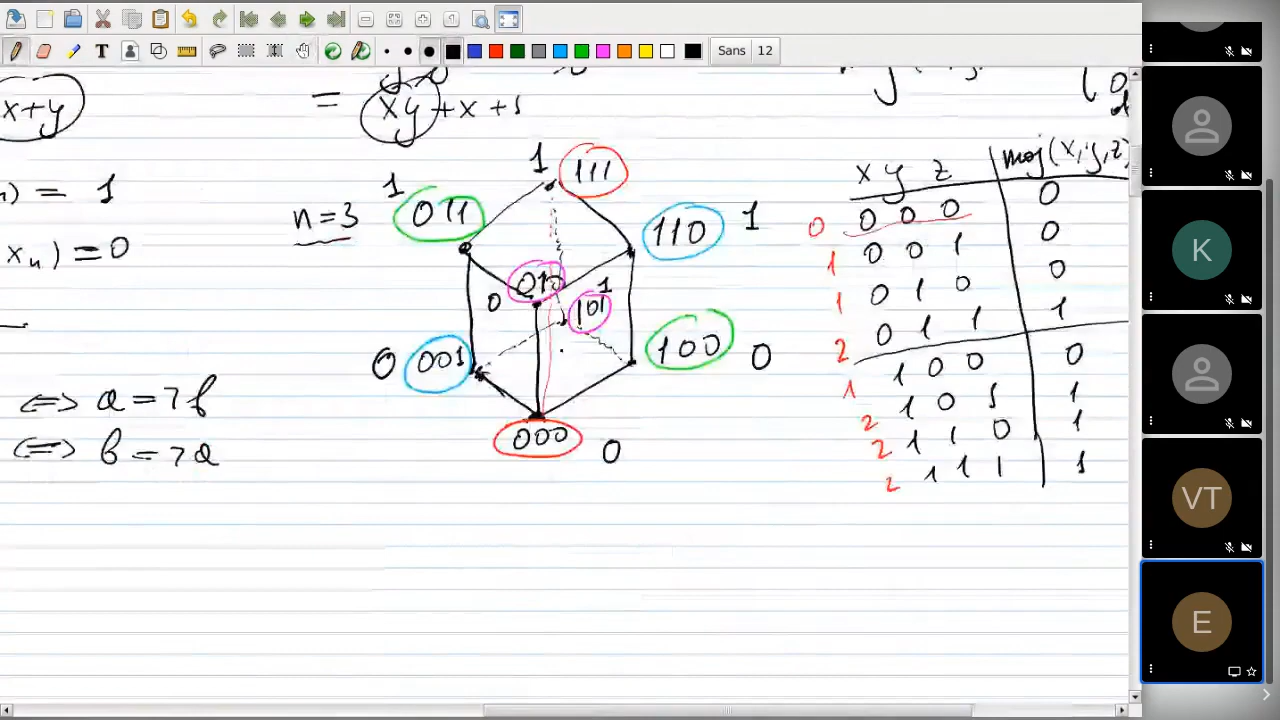 Sans 12
x+y
= xy+x+1
) = 1
xₙ) = 0
⟺ a = ¬b
⟺ b = ¬a
n=3
1 111
1 011
110 1
010
0
101 1
0 001
100 0
000 0
x y z maj(x,y,z)
0 0 0 0 0
1 0 0 1 0
1 0 1 0 0
2 0 1 1 1
1 1 0 0 0
2 1 0 1 1
2 1 1 0 1
2 1 1 1 1
K
VT
E